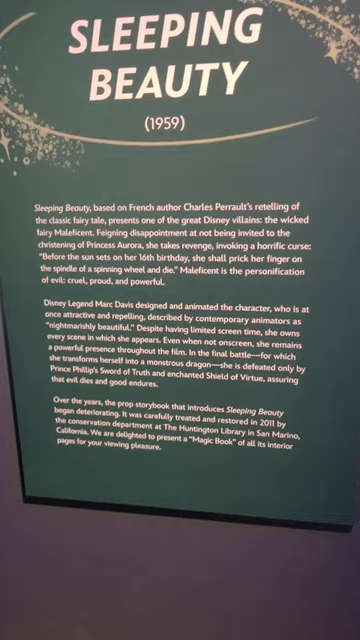 SLEEPING
BEAUTY
(1959)
Sleeping Beauty, based on French author Charles Perrault's retelling of
the classic fairy tale, presents one of the great Disney villains: the wicked
fairy Maleficent. Feigning disappointment at not being invited to the
christening of Princess Aurora, she takes revenge, invoking a horrific curse:
"Before the sun sets on her 16th birthday, she shall prick her finger on
the spindle of a spinning wheel and die." Maleficent is the personification
of evil: cruel, proud, and powerful.
Disney Legend Marc Davis designed and animated the character, who is at
once attractive and repelling, described by contemporary animators as
"nightmarishly beautiful." Despite having limited screen time, she owns
every scene in which she appears. Even when not onscreen, she remains
a powerful presence throughout the film. In the final battle—for which
she transforms herself into a monstrous dragon—she is defeated only by
Prince Phillip's Sword of Truth and enchanted Shield of Virtue, assuring
that evil dies and good endures.
Over the years, the prop storybook that introduces Sleeping Beauty
began deteriorating. It was carefully treated and restored in 2011 by
the conservation department at The Huntington Library in San Marino,
California. We are delighted to present a "Magic Book" of all its interior
pages for your viewing pleasure.